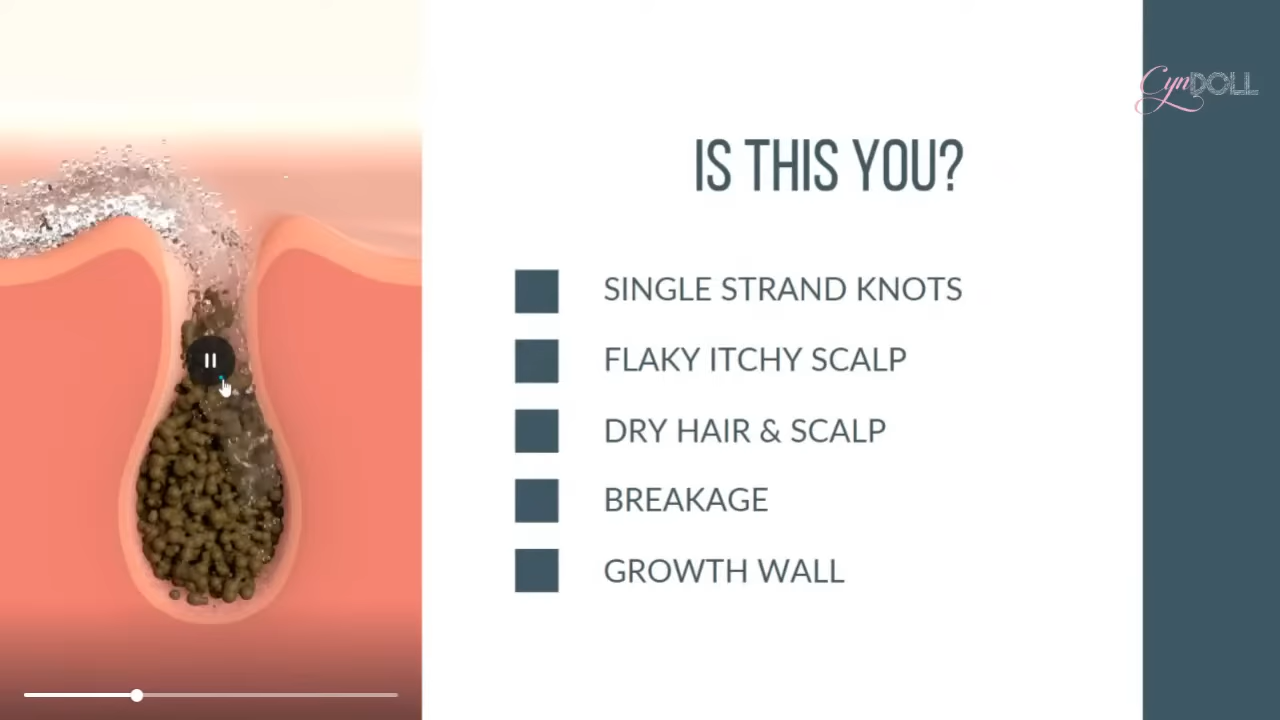 CynDOLL
IS THIS YOU?
SINGLE STRAND KNOTS
FLAKY ITCHY SCALP
DRY HAIR & SCALP
BREAKAGE
GROWTH WALL